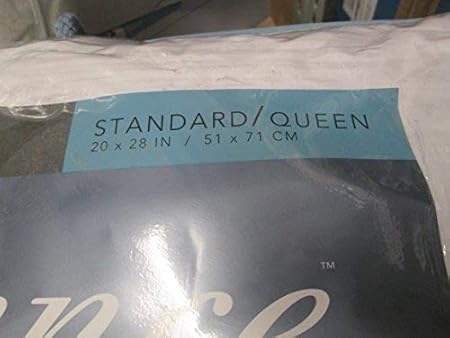 STANDARD/QUEEN
20 x 28 IN / 51 x 71 CM
TM